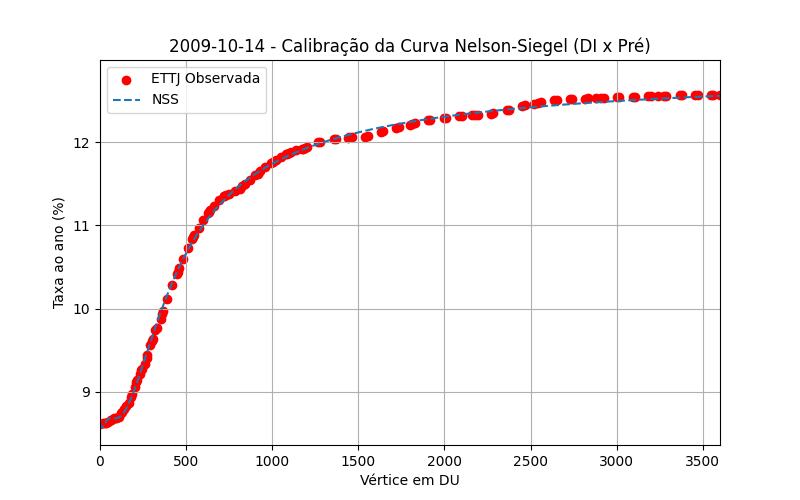 2009-10-14 - Calibração da Curva Nelson-Siegel (DI x Pré)
ETTJ Observada
NSS
Taxa ao ano (%)
12
11
10
9
0 500 1000 1500 2000 2500 3000 3500
Vértice em DU